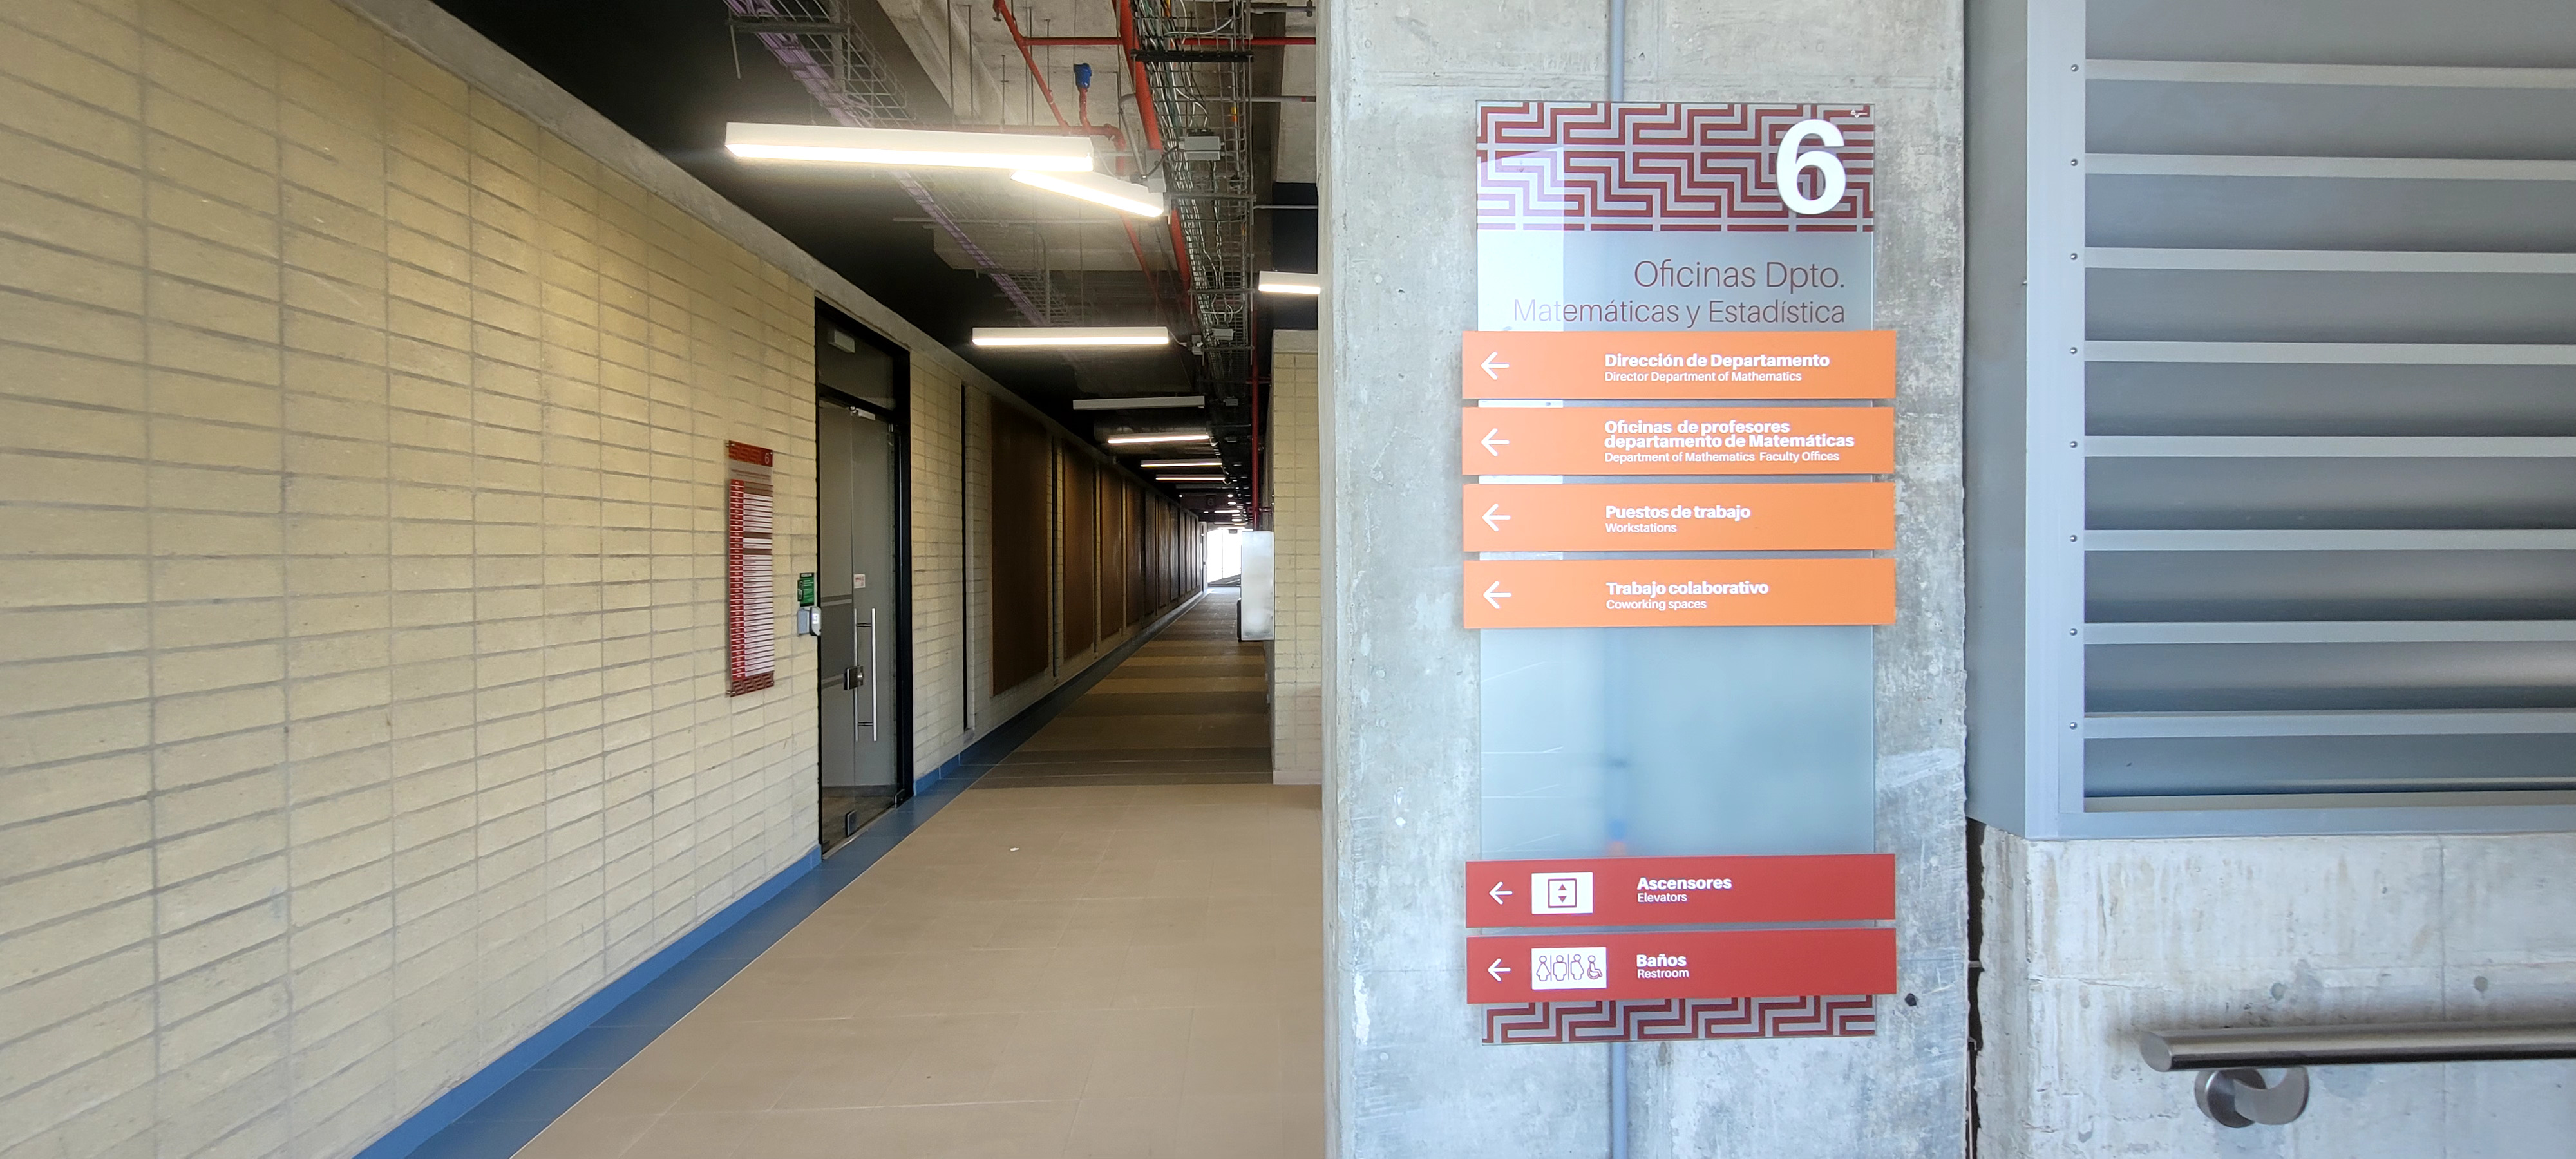 6
Oficinas Dpto.
Matemáticas y Estadística
Dirección de Departamento
Director Department of Mathematics
Oficinas de profesores
departamento de Matemáticas
Department of Mathematics Faculty Offices
Puestos de trabajo
Workstations
Trabajo colaborativo
Coworking spaces
Ascensores
Elevators
Baños
Restroom
6